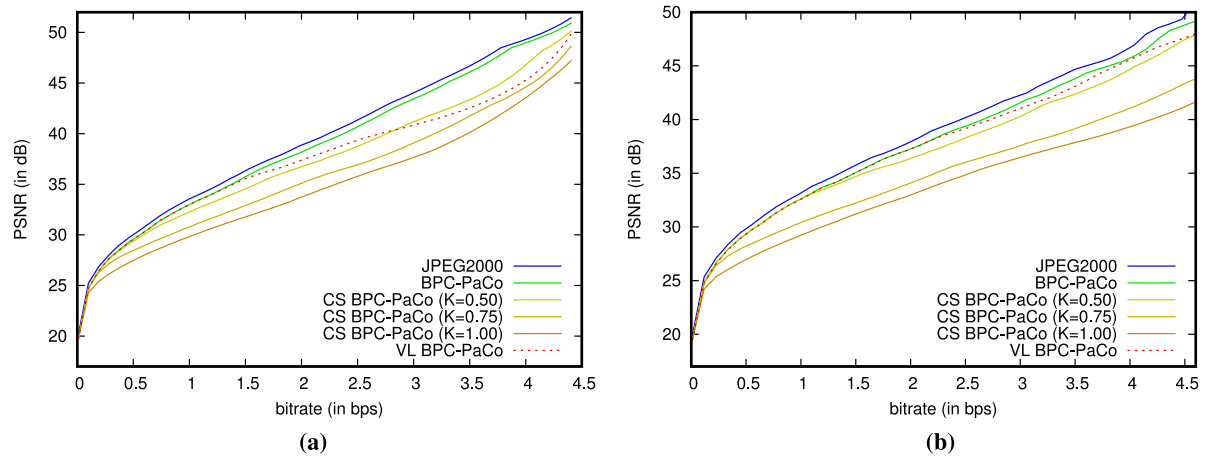 50
45
40
35
30
25
20
PSNR (in dB)
JPEG2000
BPC-PaCo
CS BPC-PaCo (K=0.50)
CS BPC-PaCo (K=0.75)
CS BPC-PaCo (K=1.00)
VL BPC-PaCo
0 0.5 1 1.5 2 2.5 3 3.5 4 4.5
bitrate (in bps)
(a)
50
45
40
35
30
25
20
PSNR (in dB)
JPEG2000
BPC-PaCo
CS BPC-PaCo (K=0.50)
CS BPC-PaCo (K=0.75)
CS BPC-PaCo (K=1.00)
VL BPC-PaCo
0 0.5 1 1.5 2 2.5 3 3.5 4 4.5
bitrate (in bps)
(b)